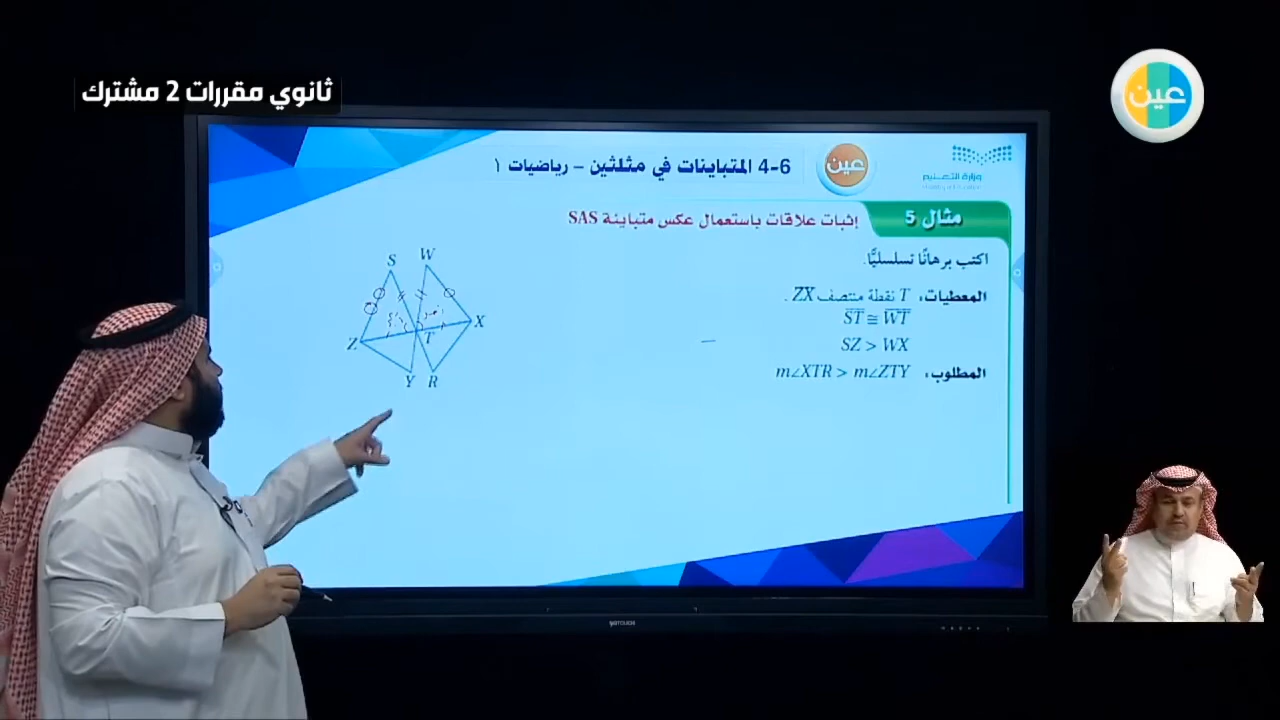 ثانوي مقررات 2 مشترك
عين
4-6 المتباينات في مثلثين – رياضيات ١
عين
وزارة التعليم
مثال 5
إثبات علاقات باستعمال عكس متباينة SAS
اكتب برهانًا تسلسليًّا.
المعطيات: T نقطة منتصف ZX .
ST ≅ WT
SZ > WX
المطلوب: m∠XTR > m∠ZTY
S
W
Z
X
T
Y
R